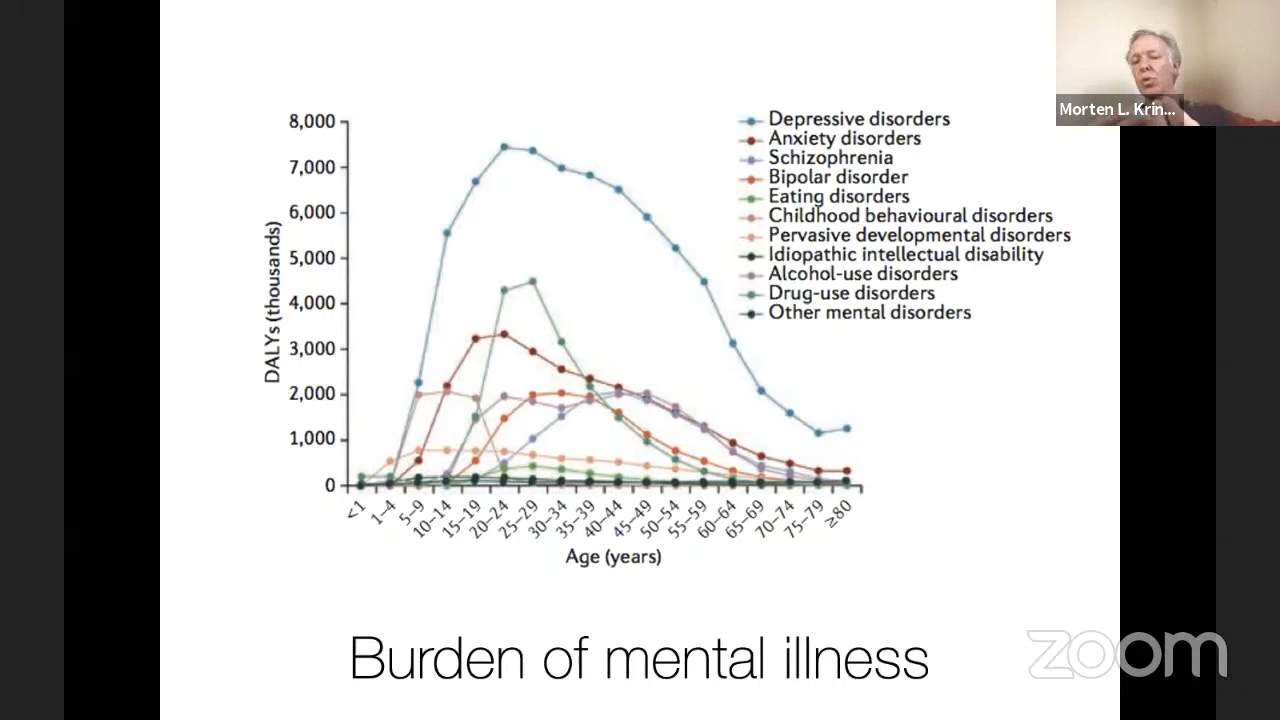 Morten L. Krin...
8,000
7,000
6,000
5,000
4,000
3,000
2,000
1,000
0
DALYs (thousands)
Depressive disorders
Anxiety disorders
Schizophrenia
Bipolar disorder
Eating disorders
Childhood behavioural disorders
Pervasive developmental disorders
Idiopathic intellectual disability
Alcohol-use disorders
Drug-use disorders
Other mental disorders
<1
1–4
5–9
10–14
15–19
20–24
25–29
30–34
35–39
40–44
45–49
50–54
55–59
60–64
65–69
70–74
75–79
≥80
Age (years)
Burden of mental illness
zoom